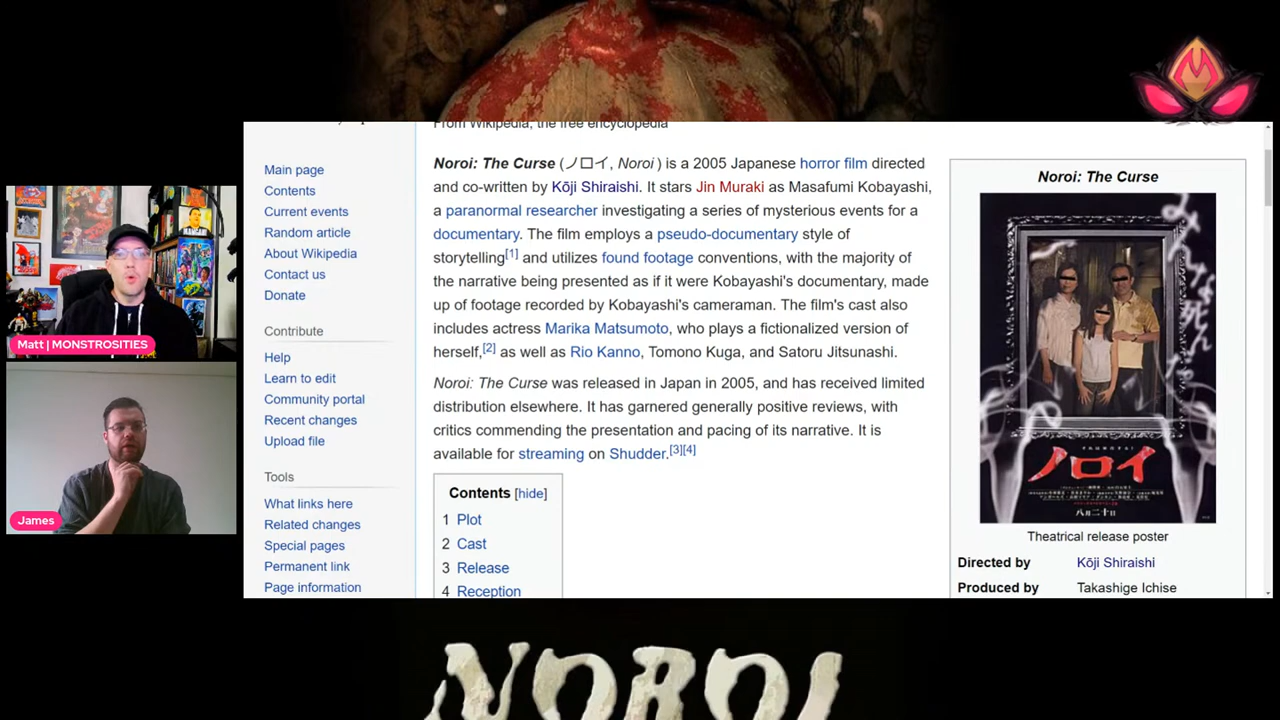 From Wikipedia, the free encyclopedia
Noroi: The Curse (ノロイ, Noroi ) is a 2005 Japanese horror film directed
and co-written by Kōji Shiraishi. It stars Jin Muraki as Masafumi Kobayashi,
a paranormal researcher investigating a series of mysterious events for a
documentary. The film employs a pseudo-documentary style of
storytelling[1] and utilizes found footage conventions, with the majority of
the narrative being presented as if it were Kobayashi's documentary, made
up of footage recorded by Kobayashi's cameraman. The film's cast also
includes actress Marika Matsumoto, who plays a fictionalized version of
herself,[2] as well as Rio Kanno, Tomono Kuga, and Satoru Jitsunashi.
Noroi: The Curse was released in Japan in 2005, and has received limited
distribution elsewhere. It has garnered generally positive reviews, with
critics commending the presentation and pacing of its narrative. It is
available for streaming on Shudder.[3][4]
Contents [hide]
1 Plot
2 Cast
3 Release
4 Reception
Main page
Contents
Current events
Random article
About Wikipedia
Contact us
Donate
Contribute
Help
Learn to edit
Community portal
Recent changes
Upload file
Tools
What links here
Related changes
Special pages
Permanent link
Page information
Noroi: The Curse
みんな死ん
ノロイ
八月二十日
Theatrical release poster
Directed by Kōji Shiraishi
Produced by Takashige Ichise
Matt | MONSTROSITIES
James
M
NOROI